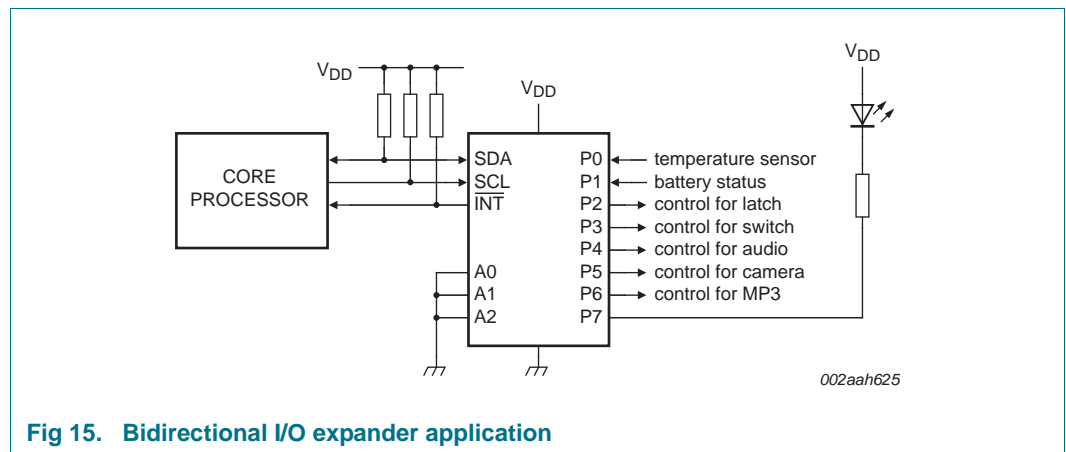 VDD
VDD
VDD
CORE
PROCESSOR
SDA
SCL
INT
A0
A1
A2
P0
P1
P2
P3
P4
P5
P6
P7
temperature sensor
battery status
control for latch
control for switch
control for audio
control for camera
control for MP3
002aah625
Fig 15. Bidirectional I/O expander application